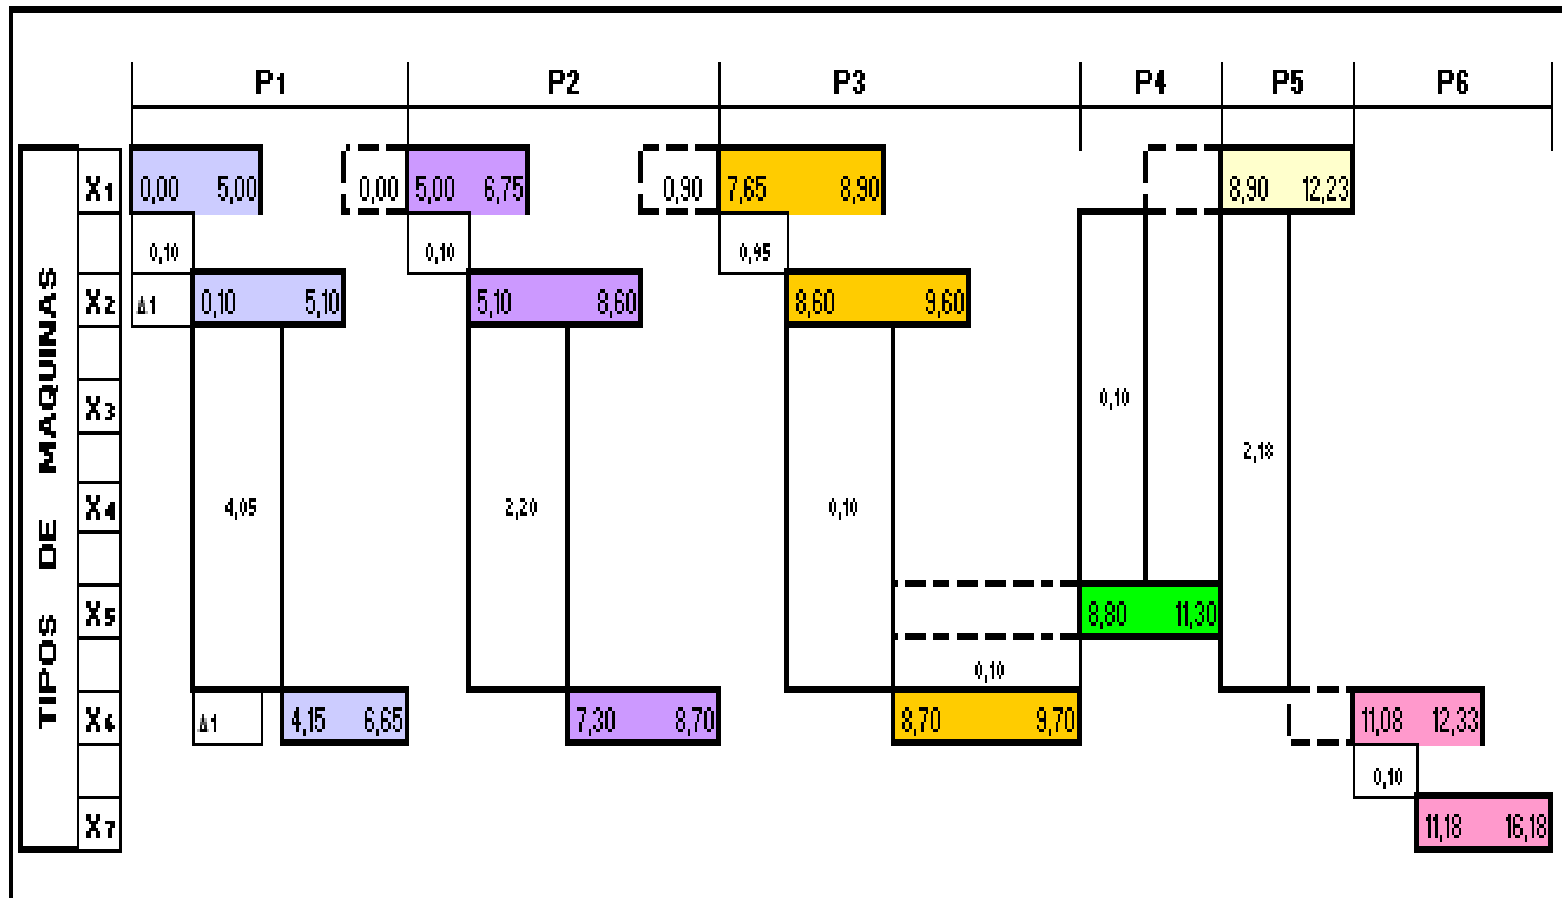 P1 P2 P3 P4 P5 P6
TIPOS DE MAQUINAS
X1 0,00 5,00 0,00 5,00 6,75 0,90 7,65 8,90 8,90 12,23
0,10 0,10 0,95
X2 Δ1 0,10 5,10 5,10 8,60 8,60 9,60
X3 0,10
2,18
X4 4,05 2,20 0,10
X5 8,80 11,30
0,10
X6 Δ1 4,15 6,65 7,30 8,70 8,70 9,70 11,08 12,33
0,10
X7 11,18 16,18